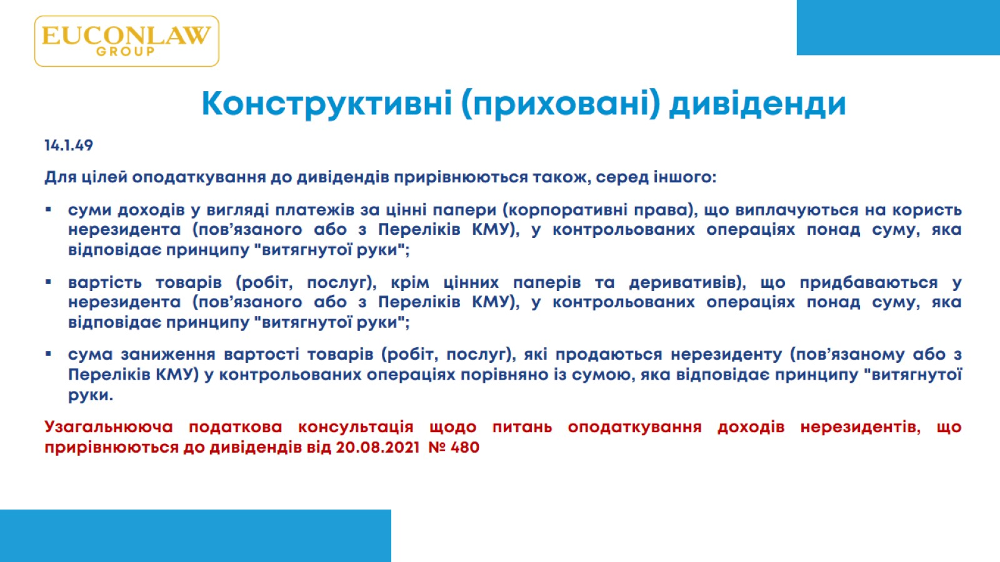 EUCONLAW
GROUP
Конструктивні (приховані) дивіденди
14.1.49
Для цілей оподаткування до дивідендів прирівнюються також, серед іншого:
▪ суми доходів у вигляді платежів за цінні папери (корпоративні права), що виплачуються на користь
нерезидента (пов’язаного або з Переліків КМУ), у контрольованих операціях понад суму, яка
відповідає принципу "витягнутої руки";
▪ вартість товарів (робіт, послуг), крім цінних паперів та деривативів), що придбаваються у
нерезидента (пов’язаного або з Переліків КМУ), у контрольованих операціях понад суму, яка
відповідає принципу "витягнутої руки";
▪ сума заниження вартості товарів (робіт, послуг), які продаються нерезиденту (пов’язаному або з
Переліків КМУ) у контрольованих операціях порівняно із сумою, яка відповідає принципу "витягнутої
руки.
Узагальнююча податкова консультація щодо питань оподаткування доходів нерезидентів, що
прирівнюються до дивідендів від 20.08.2021 № 480